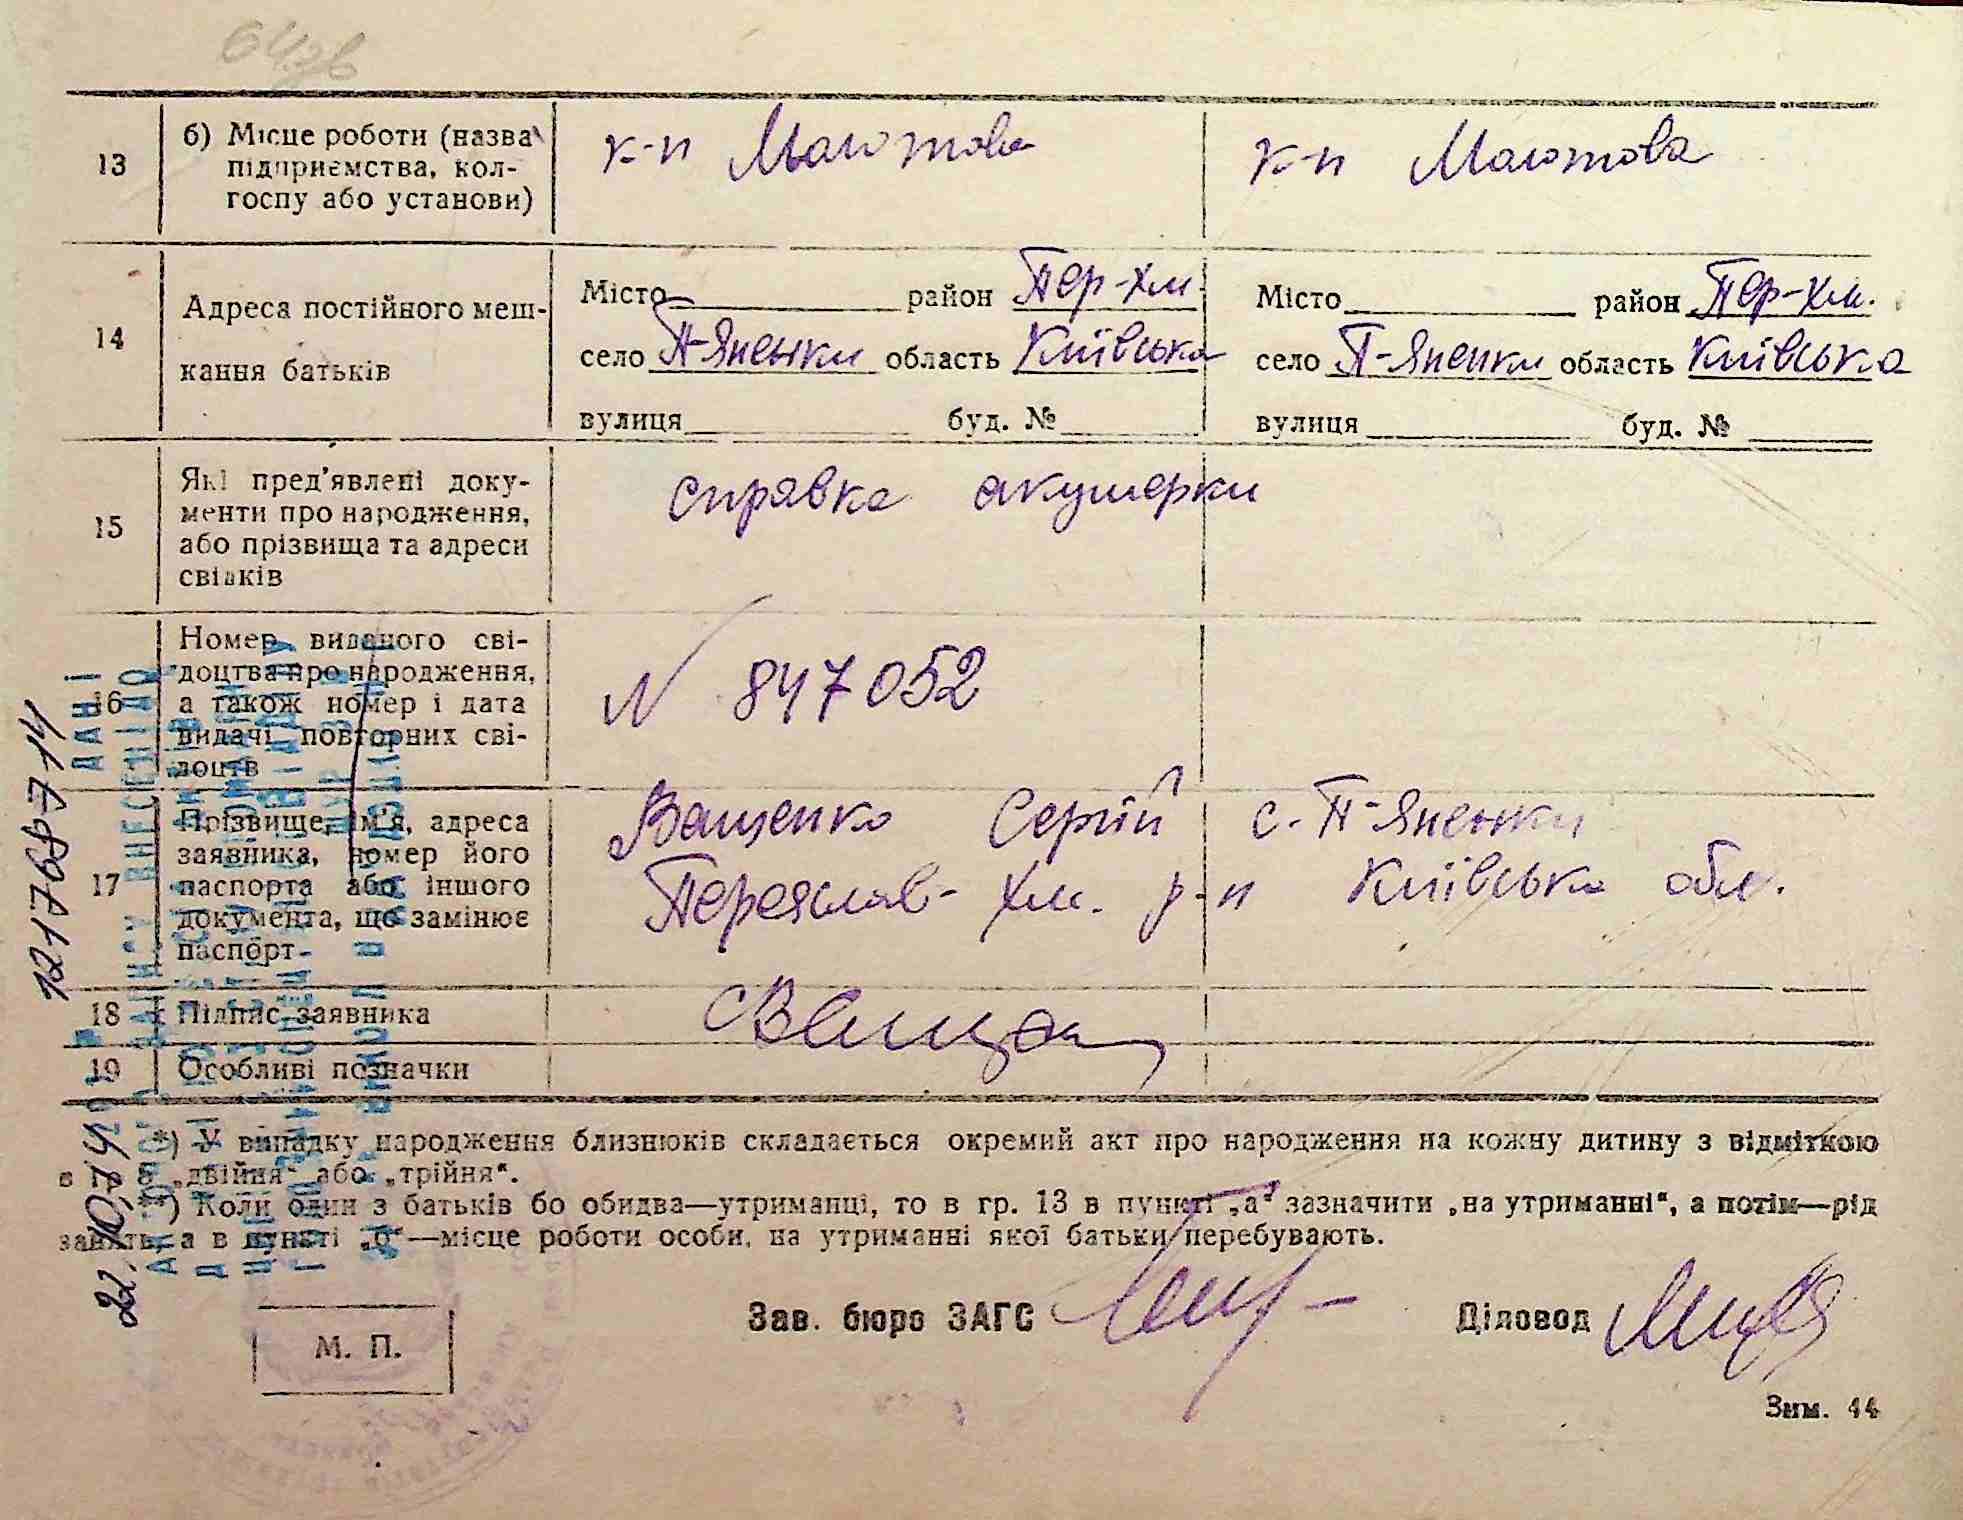 13
б) Місце роботи (назва
підприємства, кол-
госпу або установи)
к-п Молотова
к-п Молотова
14
Адреса постійного меш-
кання батьків
Місто район Пер-Хм.
село П-Яненки область Київська
вулиця буд. №
Місто район Пер-Хм.
село П-Яненки область Київська
вулиця буд. №
15
Які пред'явлені доку-
менти про народження,
або прізвища та адреси
свідків
справка акушерки
16
Номер виданого сві-
доцтва про народження,
а також номер і дата
видачі повторних сві-
доцтв
N 847052
17
Прізвище, ім'я, адреса
заявника, номер його
паспорта або іншого
документа, що замінює
паспорт
Ващенко Сергій с. П-Яненки
Переяслав-Хм. р-н Київська обл.
18
Підпис заявника
19
Особливі позначки
*) У випадку народження близнюків складається окремий акт про народження на кожну дитину з відміткою
в гр. 8 „двійня“ або „трійня“.
**) Коли один з батьків бо обидва—утриманці, то в гр. 13 в пункті „а“ зазначити „на утриманні“, а потім—рід
занять, а в пункті „б“—місце роботи особи, на утриманні якої батьки перебувають.
Зав. бюро ЗАГС
Діловод
М. П.
Зим. 44
ДАНІ
ВНЕСЕНІ ДО